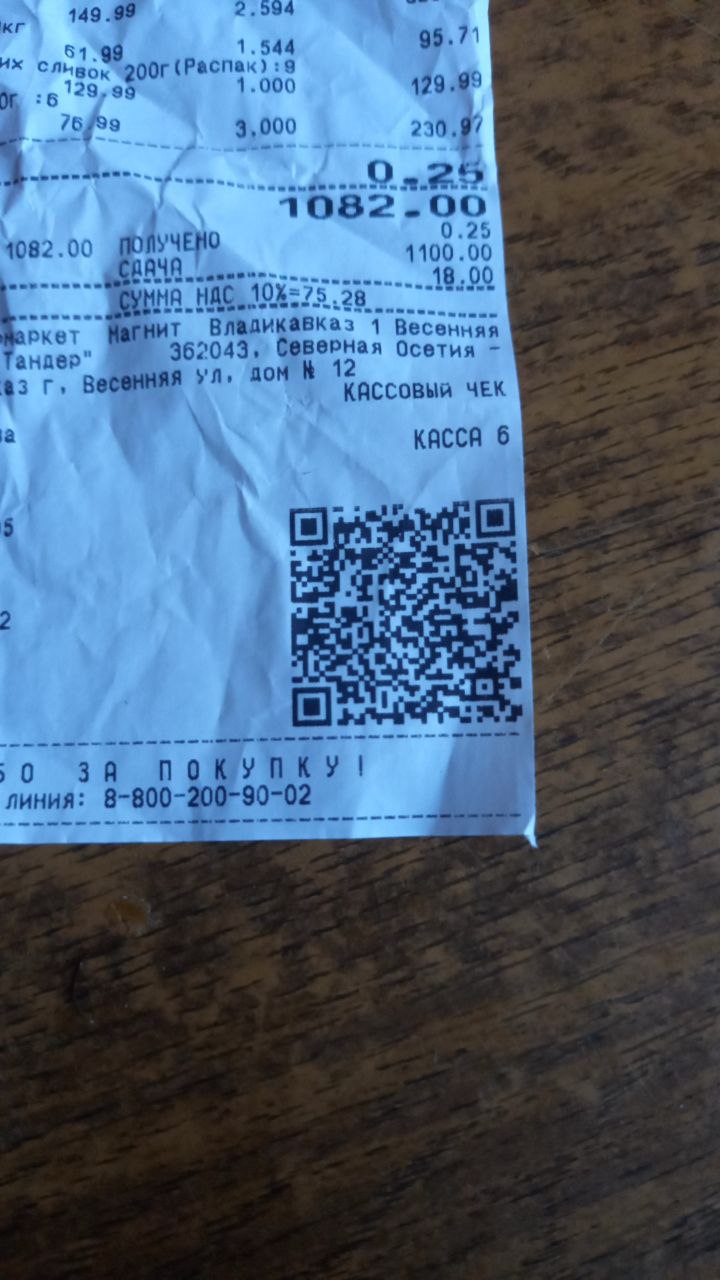 149.99 2.594
кг
61.99 1.544 95.71
их сливок 200г(Распак):9
129.99 1.000 129.99
0г :6
76.99 3.000 230.97
0.25
1082.00
0.25
1082.00 ПОЛУЧЕНО 1100.00
СДАЧА 18.00
СУММА НДС 10%=75.28
маркет Магнит Владикавказ 1 Весенняя
Тандер" 362043, Северная Осетия -
каз г, Весенняя ул, дом № 12
КАССОВЫЙ ЧЕК
ва
КАССА 6
05
2
БО ЗА ПОКУПКУ!
линия: 8-800-200-90-02